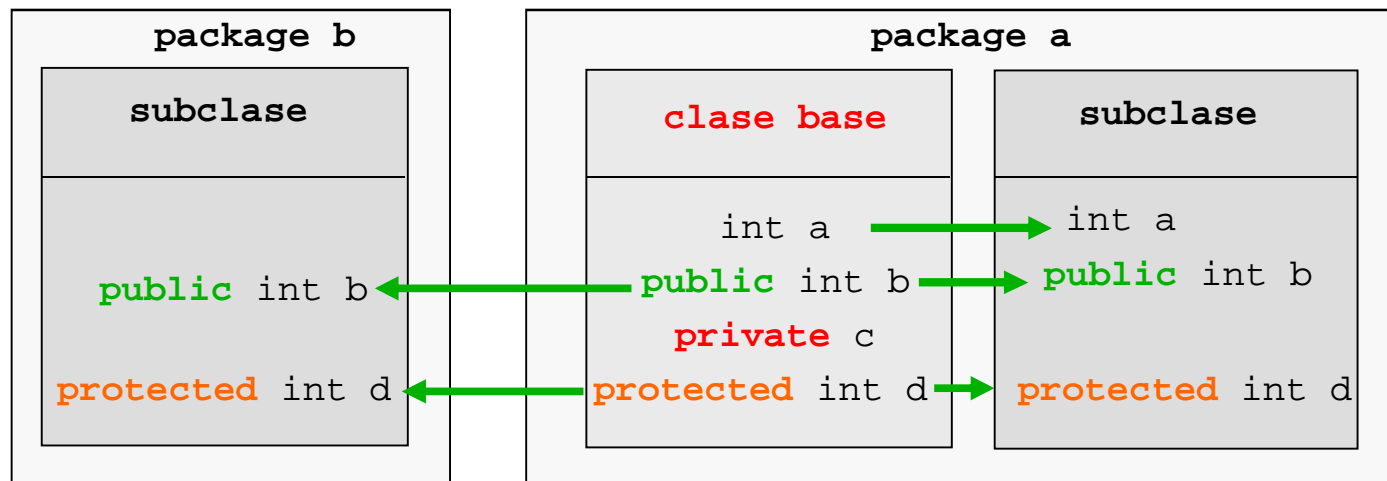 package b
subclase
public int b
protected int d
package a
clase base
int a
public int b
private c
protected int d
subclase
int a
public int b
protected int d